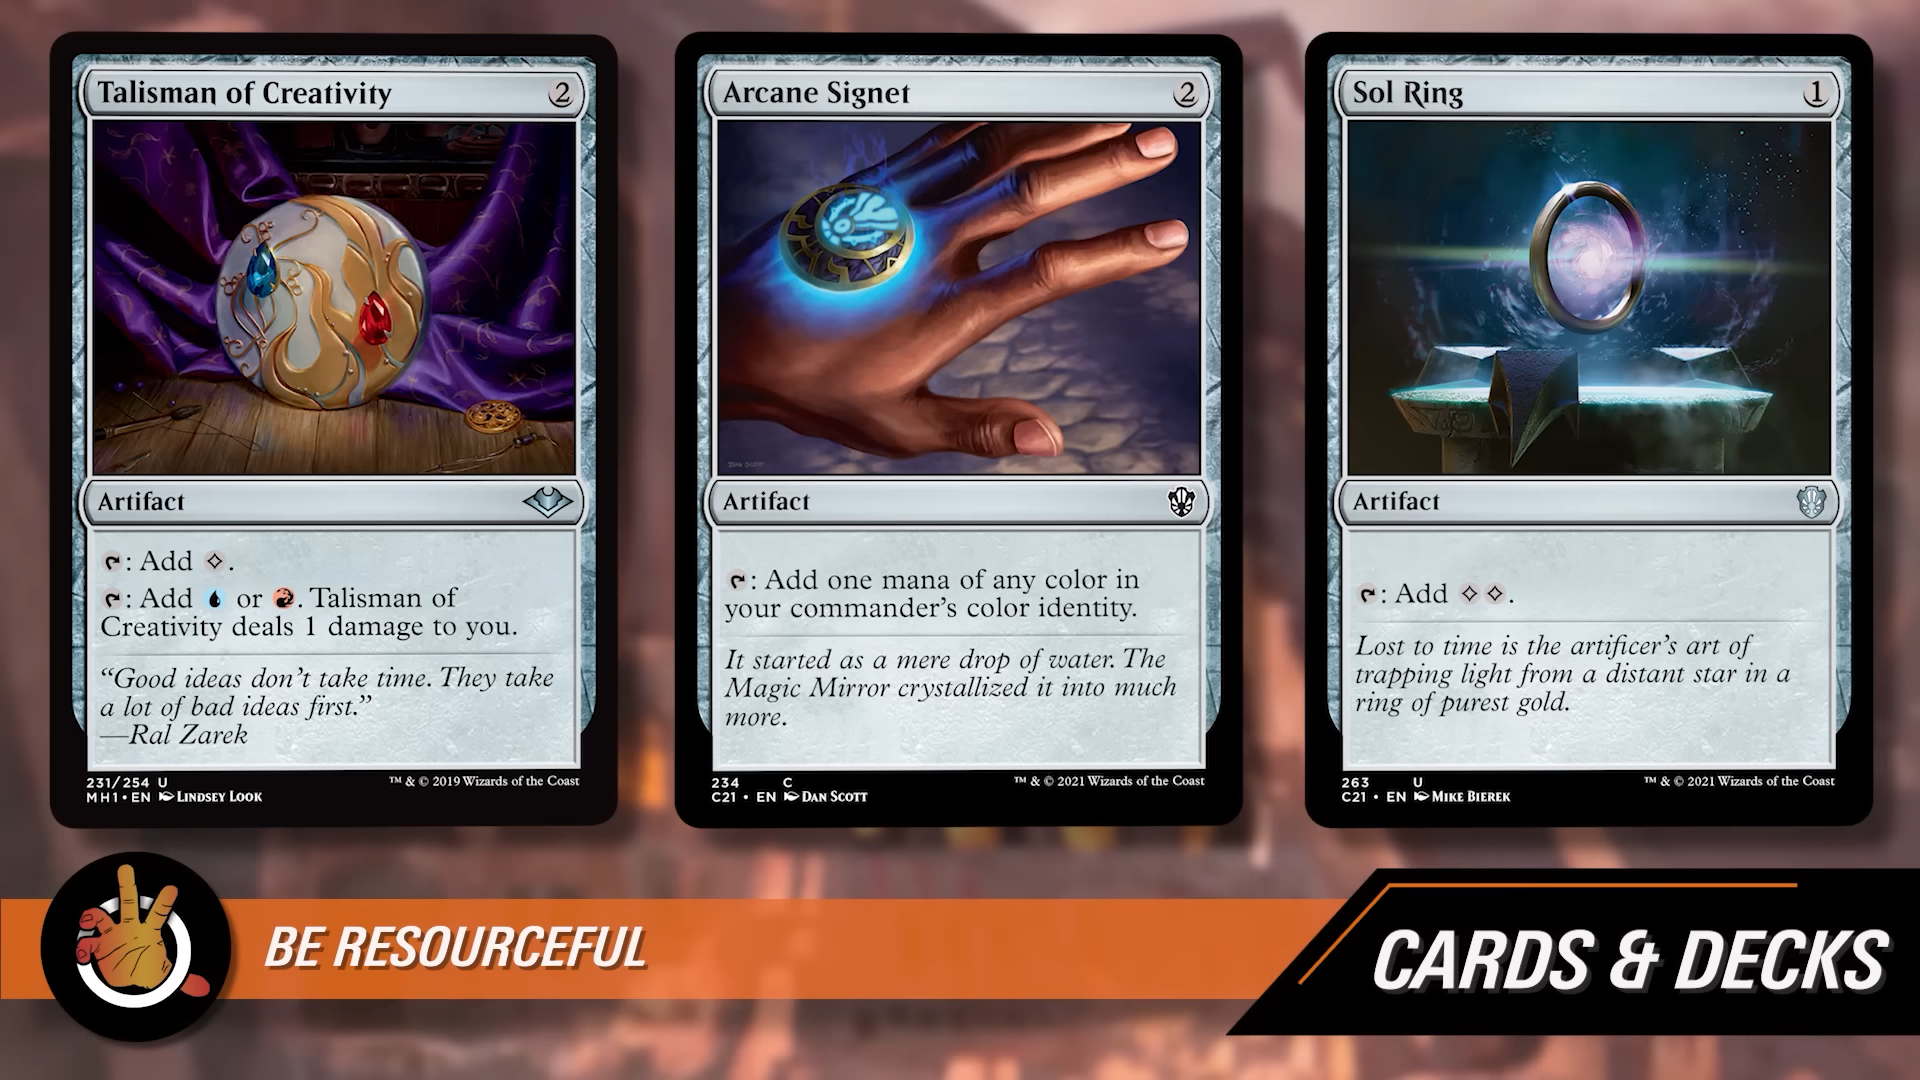 Talisman of Creativity 2
Artifact
: Add .
: Add or . Talisman of
Creativity deals 1 damage to you.
“Good ideas don’t take time. They take
a lot of bad ideas first.”
—Ral Zarek
231/254 U
MH1 • EN LINDSEY LOOK
™ & © 2019 Wizards of the Coast
Arcane Signet 2
Artifact
: Add one mana of any color in
your commander’s color identity.
It started as a mere drop of water. The
Magic Mirror crystallized it into much
more.
234 C
C21 • EN DAN SCOTT
™ & © 2021 Wizards of the Coast
Sol Ring 1
Artifact
: Add .
Lost to time is the artificer’s art of
trapping light from a distant star in a
ring of purest gold.
263 U
C21 • EN MIKE BIEREK
™ & © 2021 Wizards of the Coast
BE RESOURCEFUL
CARDS & DECKS